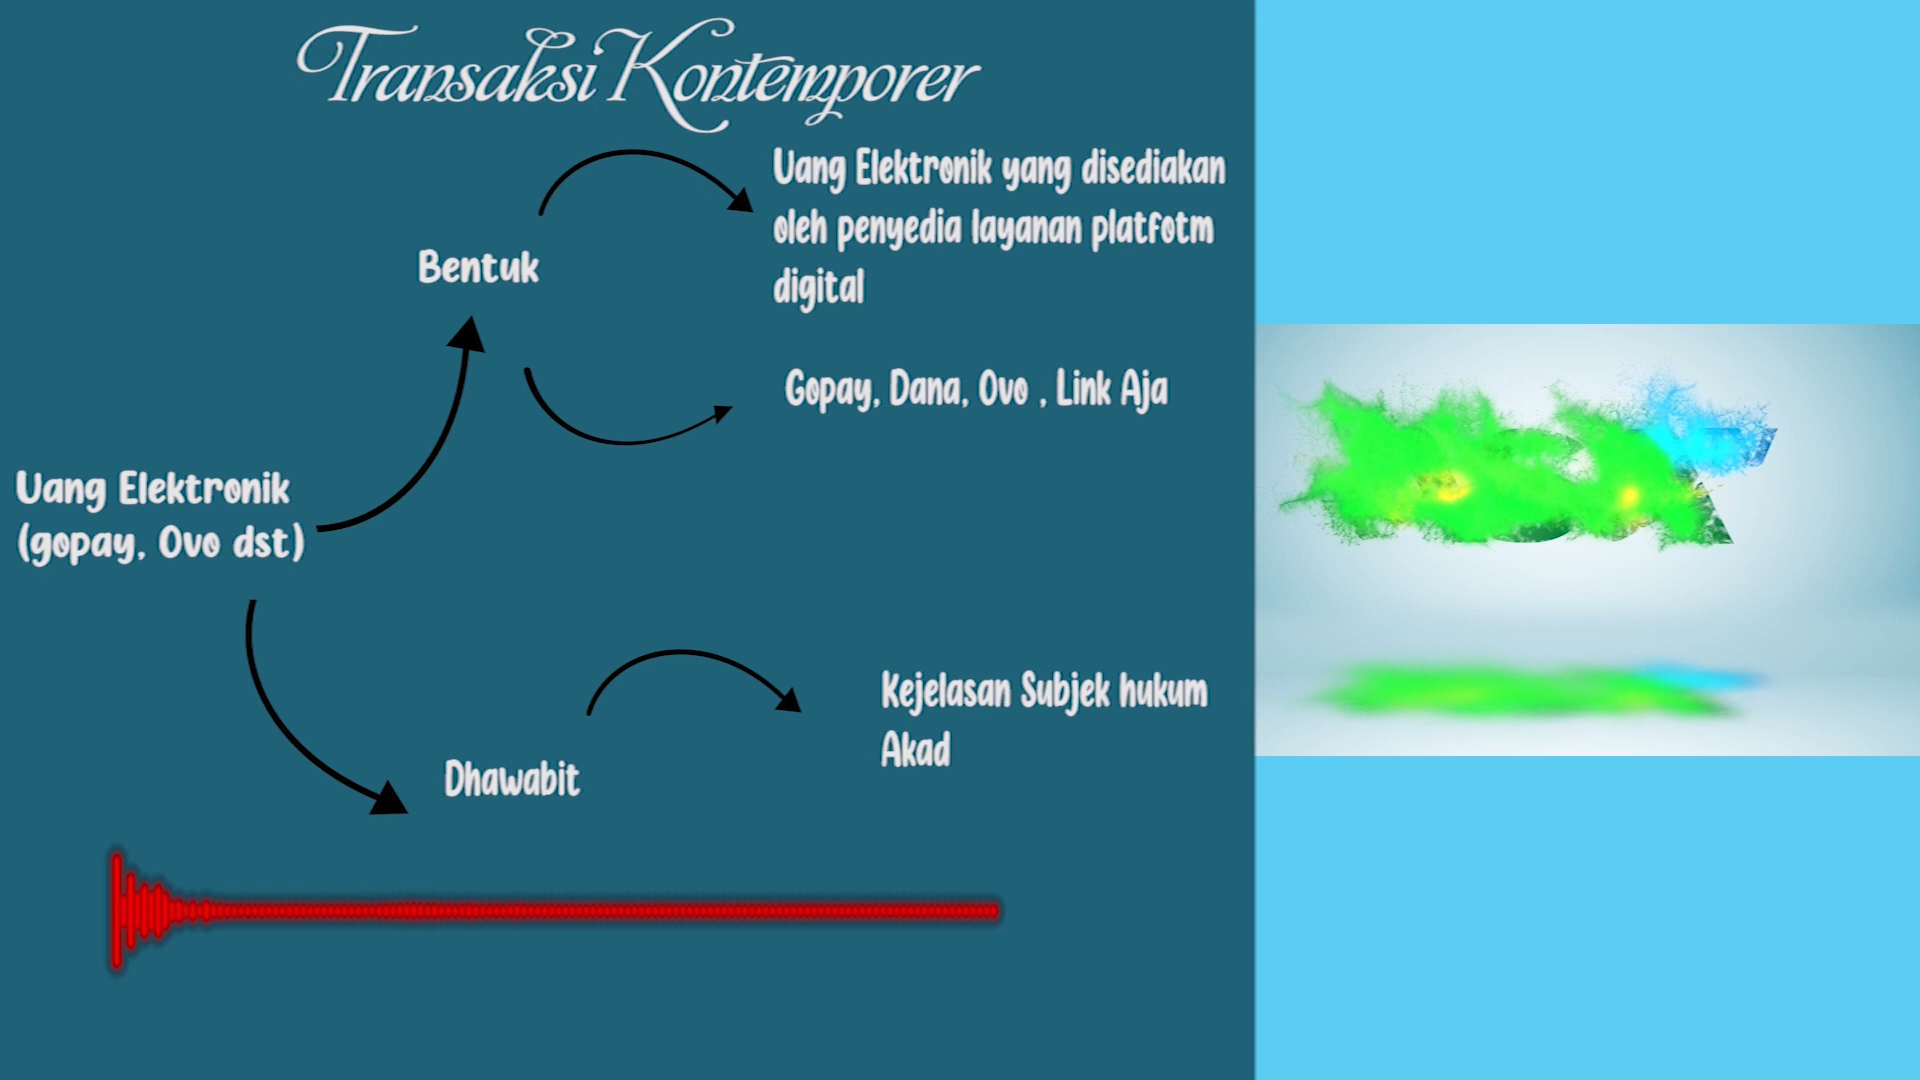 Transaksi Kontemporer
Uang Elektronik yang disediakan
oleh penyedia layanan platfotm
digital
Bentuk
Gopay, Dana, Ovo , Link Aja
Uang Elektronik
(gopay, Ovo dst)
Kejelasan Subjek hukum
Akad
Dhawabit